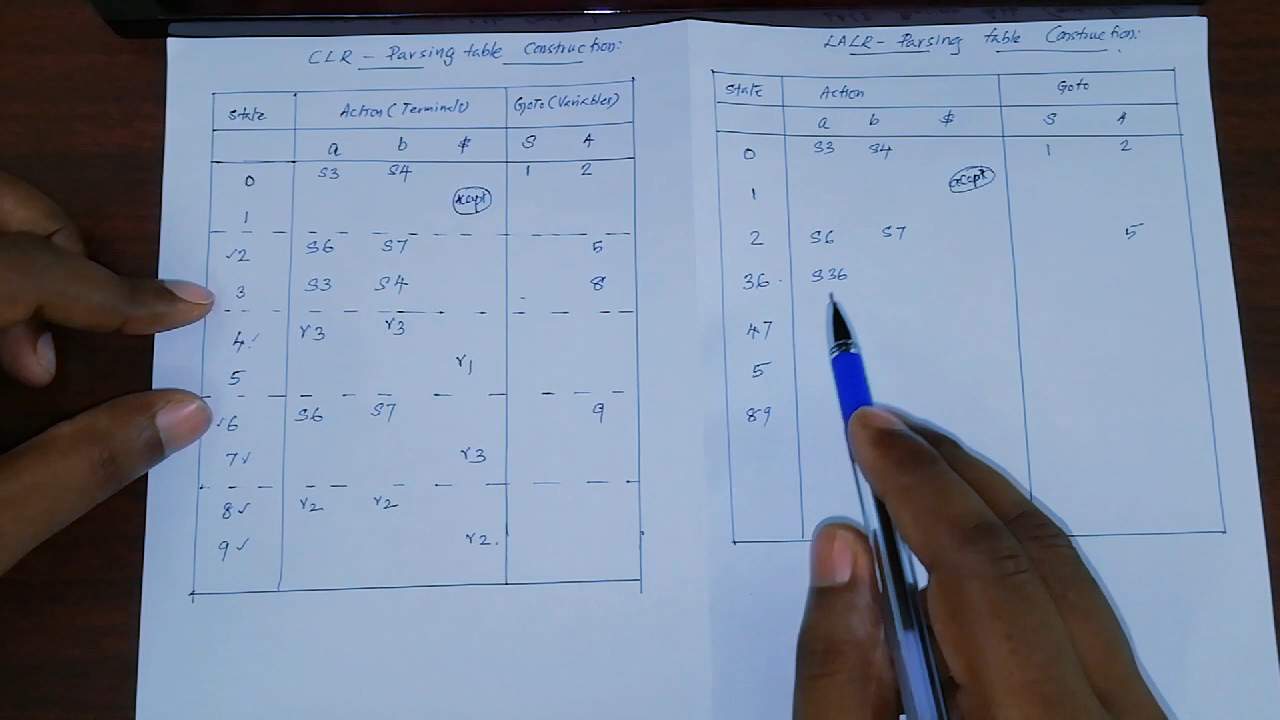 CLR - Parsing table Construction:
State Action (Terminals) GOTO (Variables)
a b $ S A
0 S3 S4 1 2
1 Accept
✓2 S6 S7 5
3 S3 S4 8
4✓ r3 r3
5 r1
✓6 S6 S7 9
7✓ r3
8✓ r2 r2
9✓ r2.
LALR - Parsing table Construction:
State Action Goto
a b $ S A
0 S3 S4 1 2
1 accept
2 S6 S7 5
36 S36
47
5
89